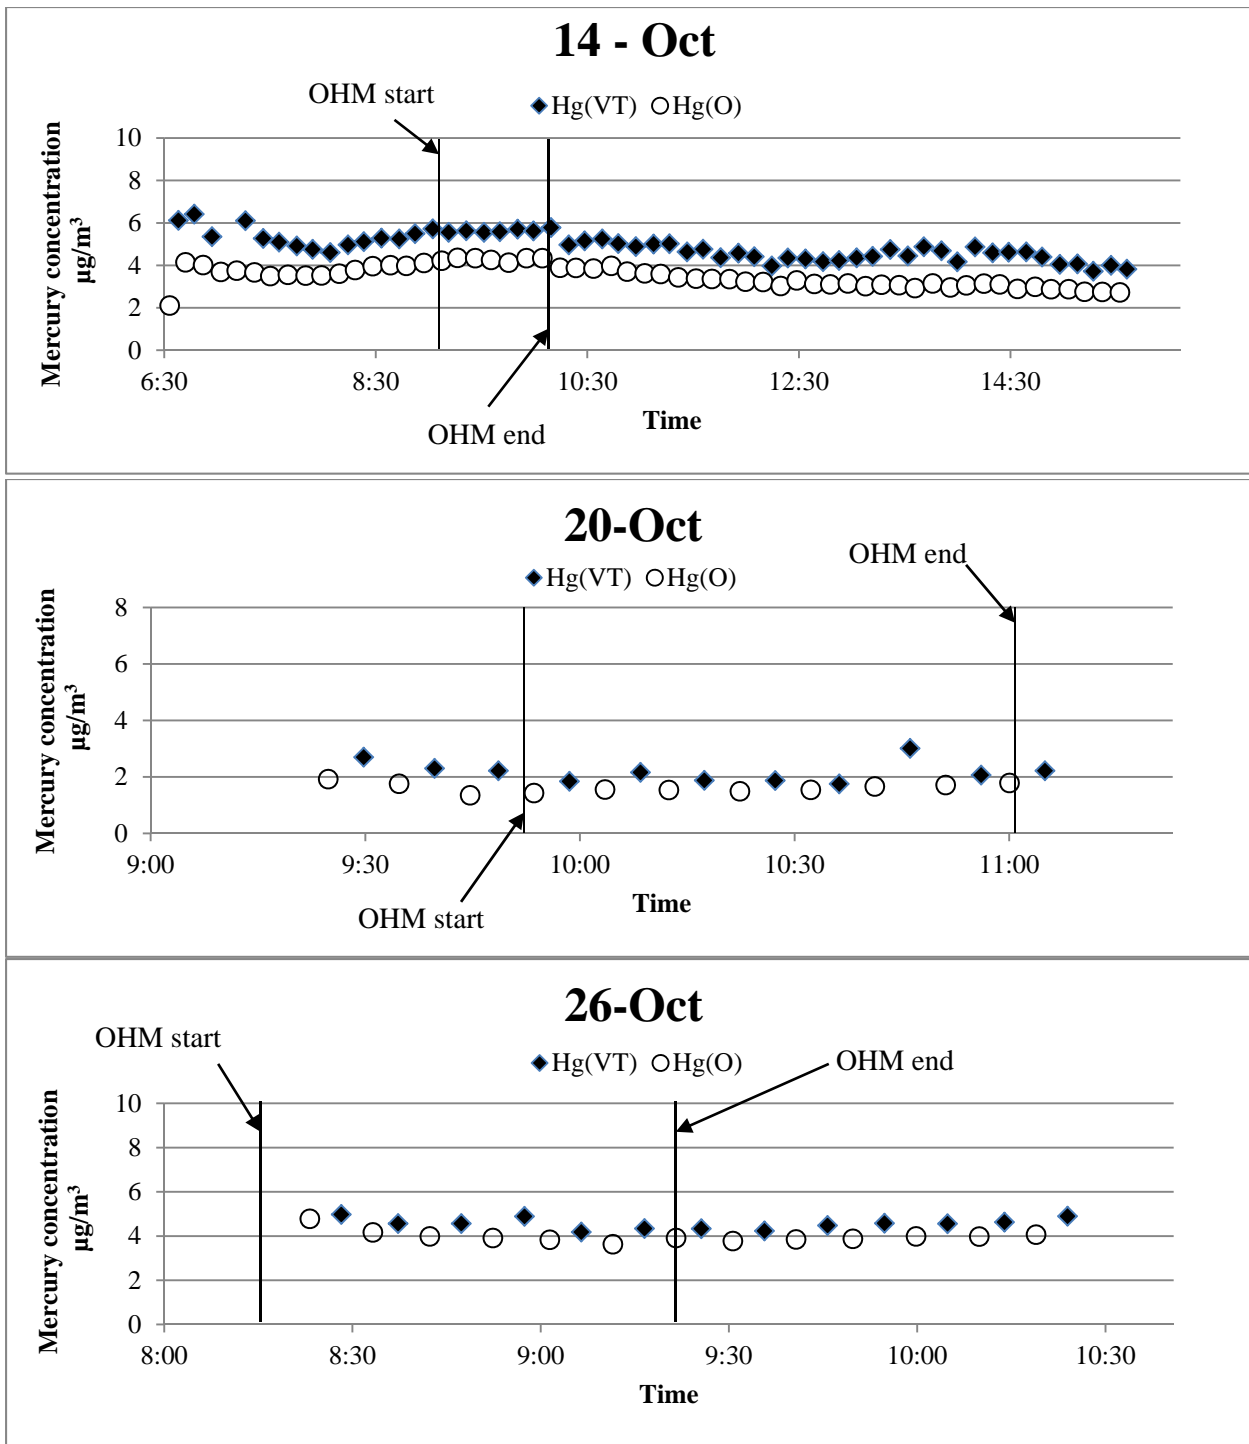 14 - Oct
OHM start
Hg(VT) Hg(O)
Mercury concentration
µg/m³
10
8
6
4
2
0
6:30 8:30 10:30 12:30 14:30
OHM end
Time
20-Oct
OHM end
Hg(VT) Hg(O)
Mercury concentration
µg/m³
8
6
4
2
0
9:00 9:30 10:00 10:30 11:00
OHM start
Time
26-Oct
OHM start
Hg(VT) Hg(O)
OHM end
Mercury concentration
µg/m³
10
8
6
4
2
0
8:00 8:30 9:00 9:30 10:00 10:30
Time